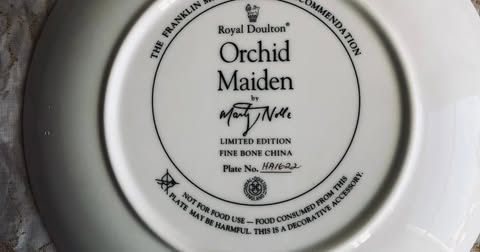 THE FRANKLIN M COMMENDATION
Royal Doulton®
Orchid
Maiden
by
Marty Noble
LIMITED EDITION
FINE BONE CHINA
Plate No. HA1622
NOT FOR FOOD USE — FOOD CONSUMED FROM THIS
PLATE MAY BE HARMFUL. THIS IS A DECORATIVE ACCESSORY.